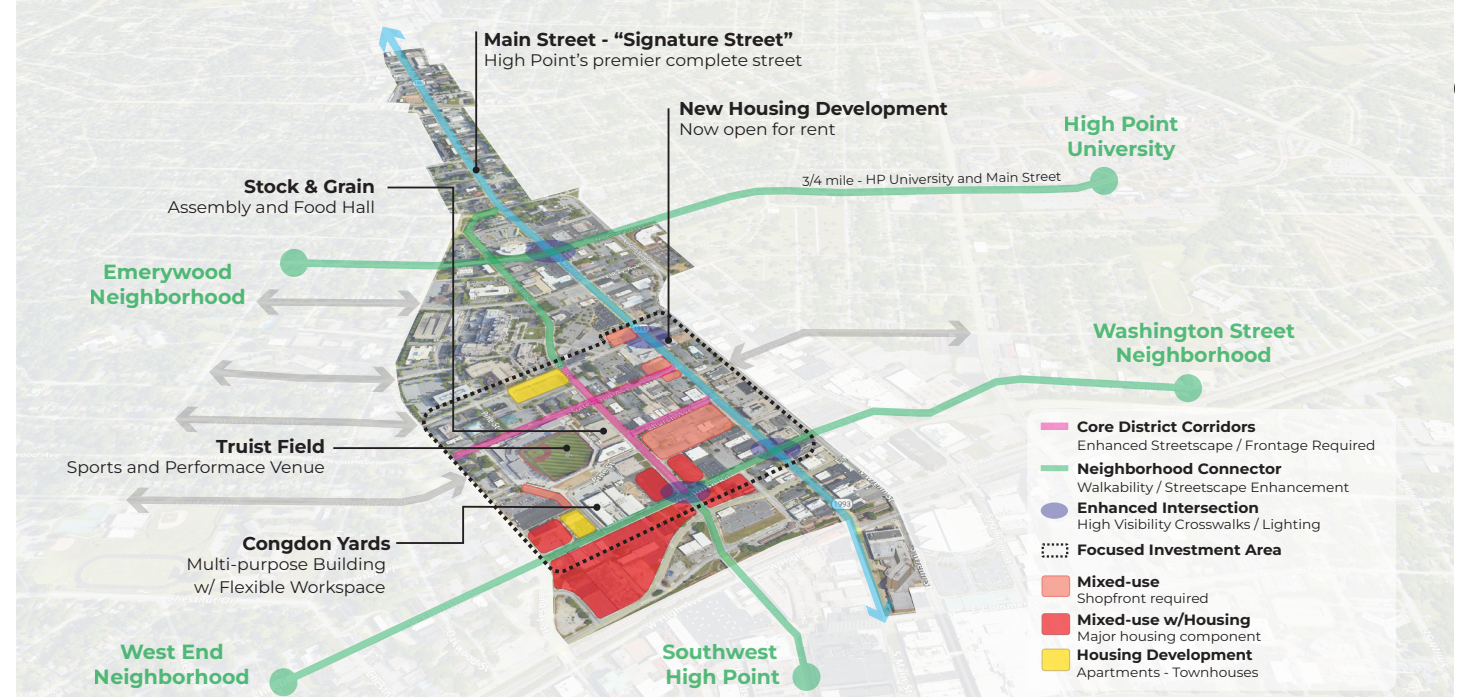 Main Street - “Signature Street”
High Point’s premier complete street
New Housing Development
Now open for rent
High Point
University
3/4 mile - HP University and Main Street
Stock & Grain
Assembly and Food Hall
Emerywood
Neighborhood
Washington Street
Neighborhood
Truist Field
Sports and Performace Venue
Congdon Yards
Multi-purpose Building
w/ Flexible Workspace
West End
Neighborhood
Southwest
High Point
1993
Core District Corridors
Enhanced Streetscape / Frontage Required
Neighborhood Connector
Walkability / Streetscape Enhancement
Enhanced Intersection
High Visibility Crosswalks / Lighting
Focused Investment Area
Mixed-use
Shopfront required
Mixed-use w/Housing
Major housing component
Housing Development
Apartments - Townhouses